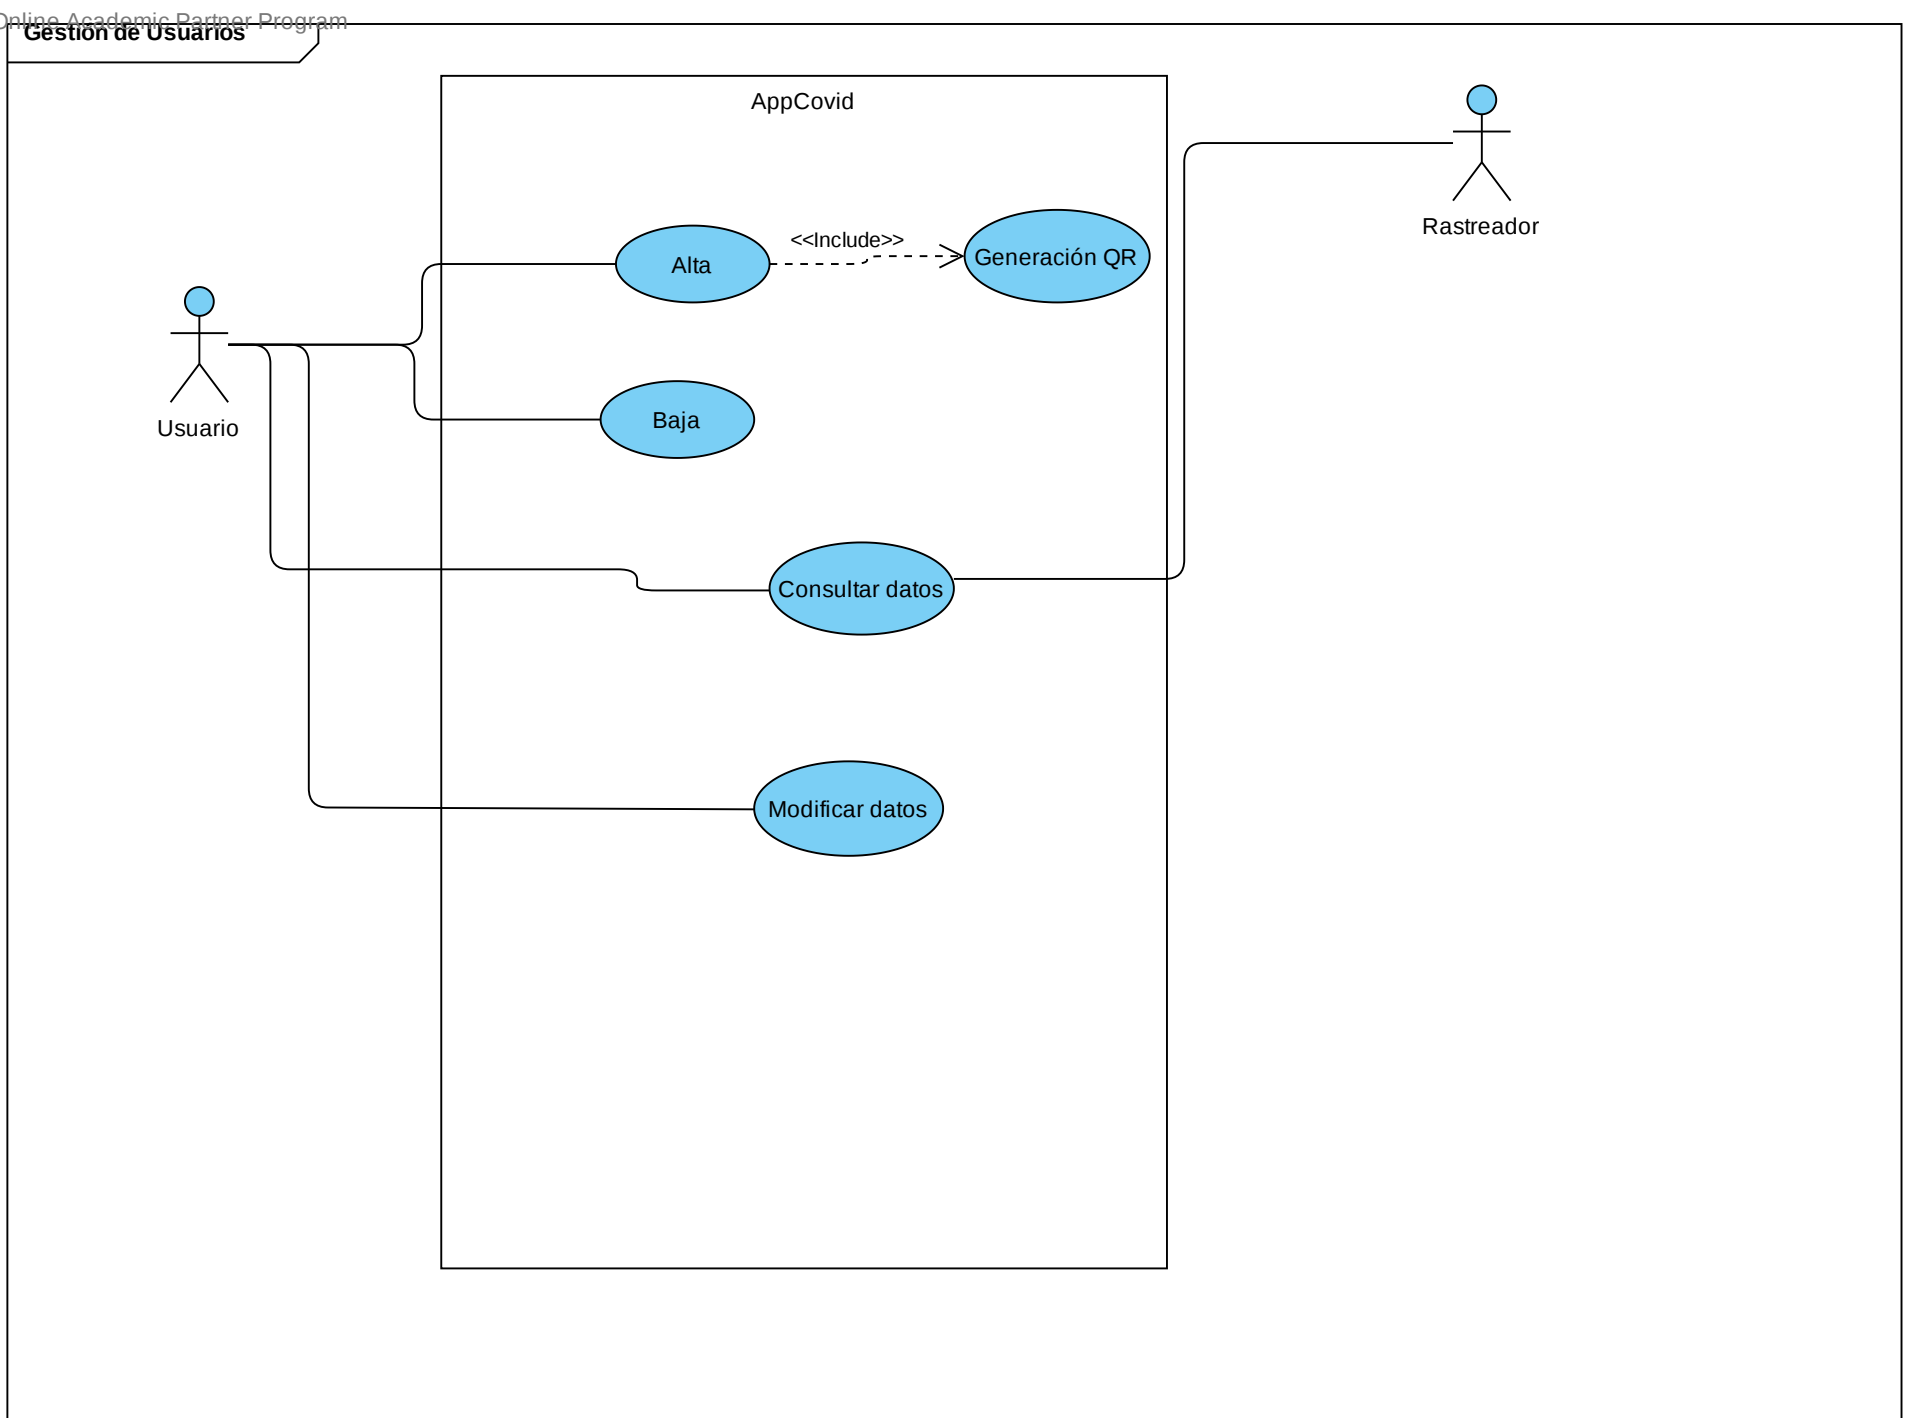 Online Academic Partner Program
Gestión de Usuarios
AppCovid
Rastreador
<<Include>>
Generación QR
Alta
Usuario
Baja
Consultar datos
Modificar datos